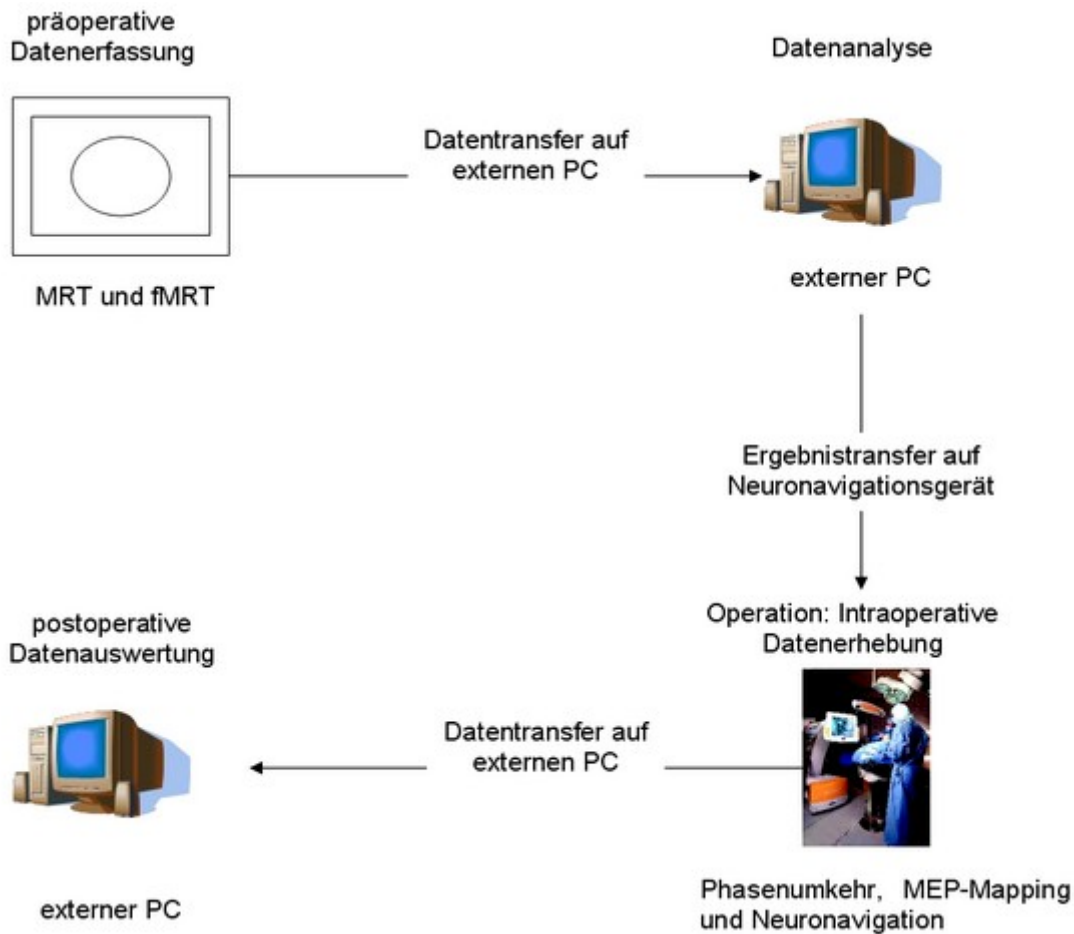 präoperative
Datenerfassung
Datenanalyse
Datentransfer auf
externen PC
MRT und fMRT
externer PC
Ergebnistransfer auf
Neuronavigationsgerät
Operation: Intraoperative
Datenerhebung
postoperative
Datenauswertung
Datentransfer auf
externen PC
externer PC
Phasenumkehr, MEP-Mapping
und Neuronavigation